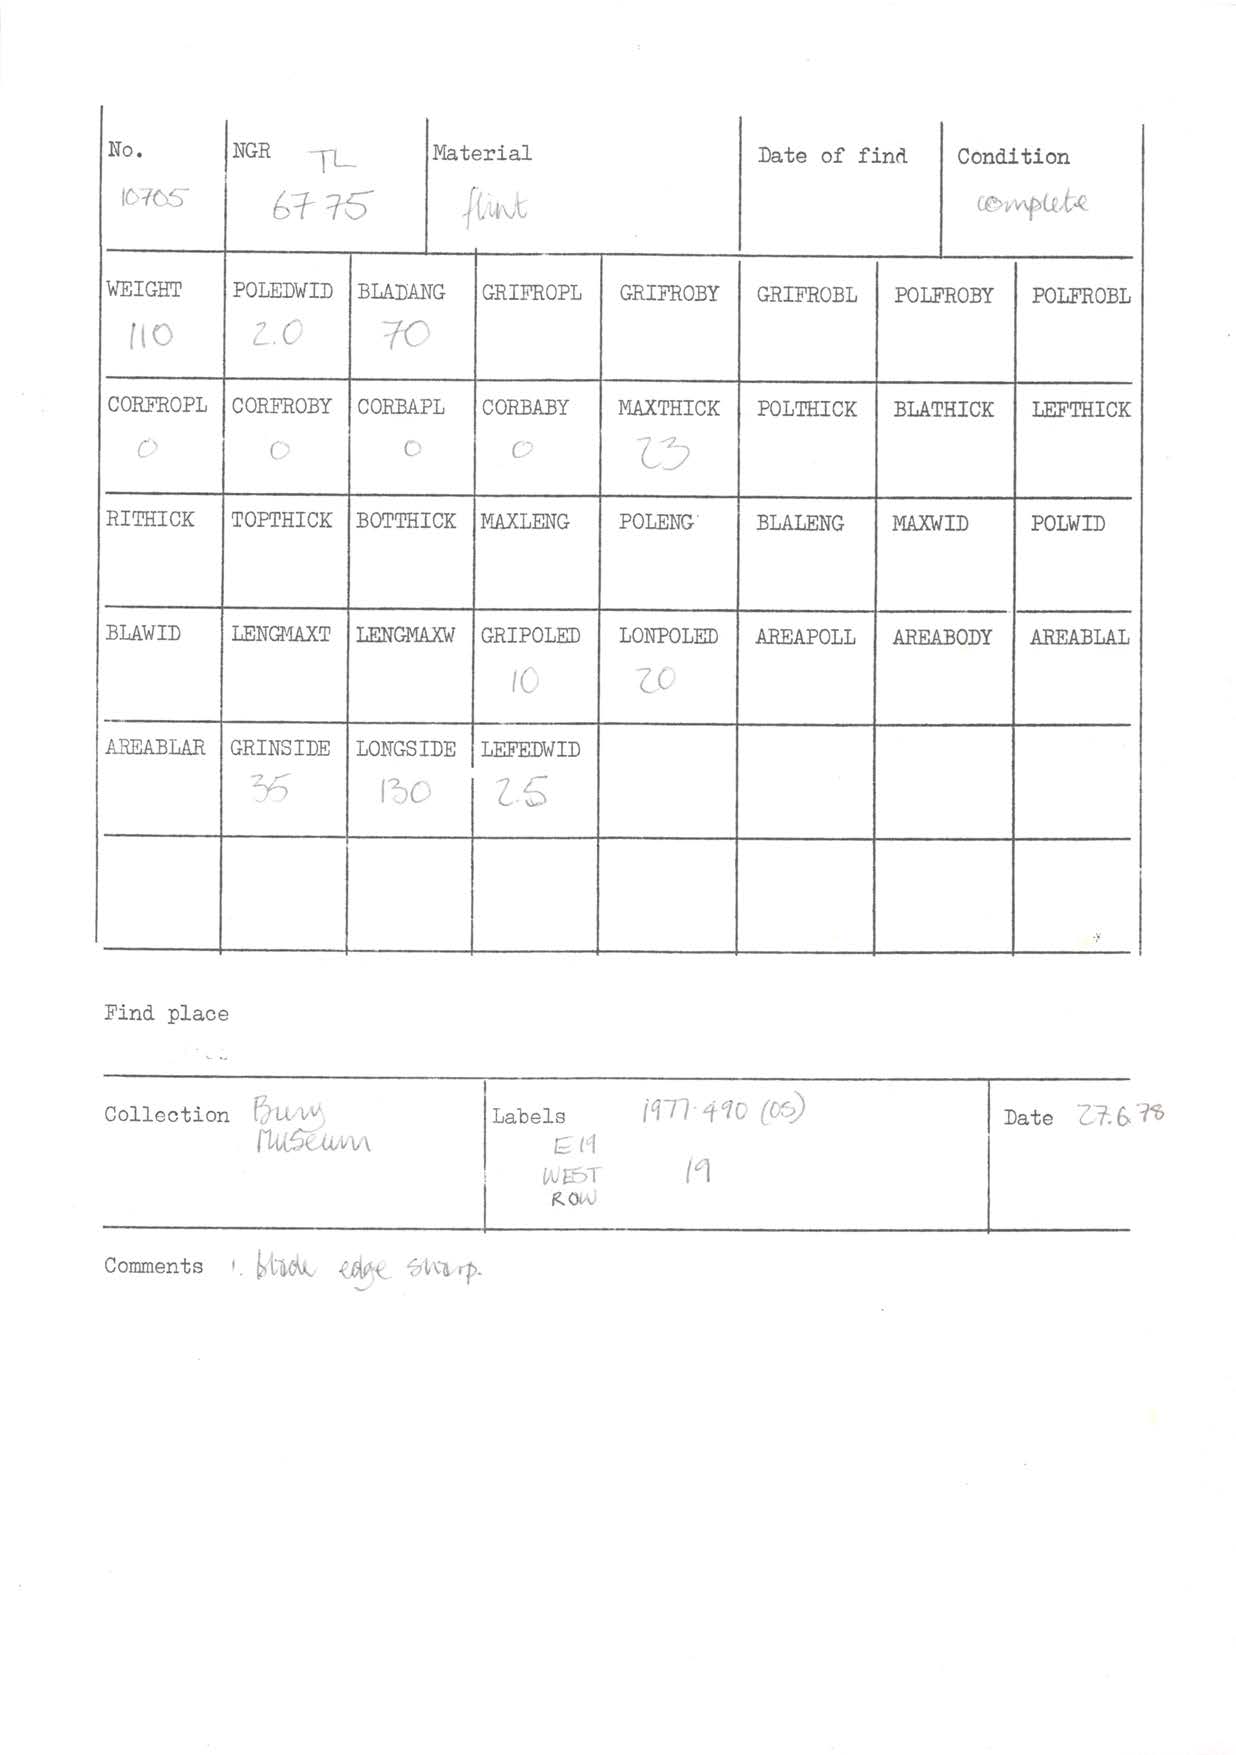 No. NGR TL Material Date of find Condition
10705 6775 flint complete
WEIGHT POLEDWID BLADANG GRIFROPL GRIFROBY GRIFROBL POLFROBY POLFROBL
110 2.0 70
CORFROPL CORFROBY CORBAPL CORBABY MAXTHICK POLTHICK BLATHICK LEFTHICK
0 0 0 0 23
RITHICK TOPTHICK BOTTHICK MAXLENG POLENG BLALENG MAXWID POLWID
BLAWID LENGMAXT LENGMAXW GRIPOLED LONPOLED AREAPOLL AREABODY AREABLAL
10 20
AREABLAR GRINSIDE LONGSIDE LEFEDWID
35 130 2.5
Find place
Collection Bury Labels 1977.490 (OS) Date 27.6.78
Museum E19
WEST 19
ROW
Comments 1. blade edge sharp.